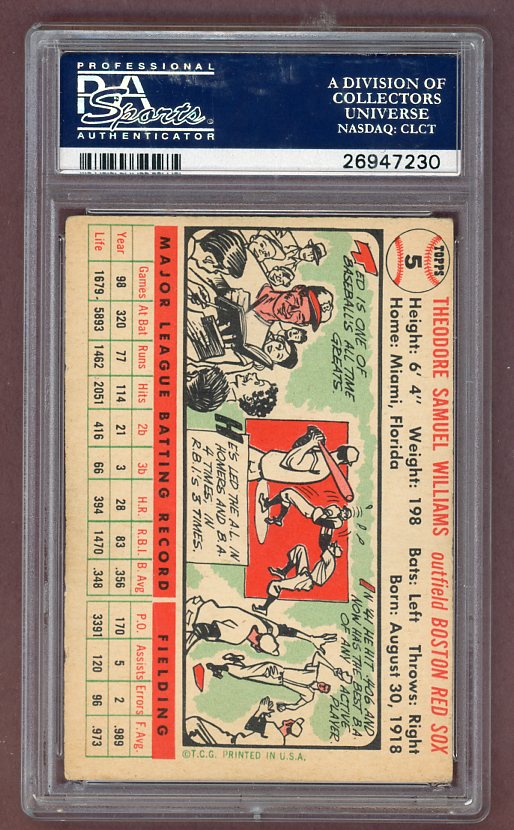 PROFESSIONAL
PSA
Sports
AUTHENTICATOR
A DIVISION OF
COLLECTORS
UNIVERSE
NASDAQ: CLCT
26947230
TOPPS
5
THEODORE SAMUEL WILLIAMS outfield BOSTON RED SOX
Height: 6' 4" Weight: 198 Bats: Left Throws: Right
Home: Miami, Florida Born: August 30, 1918
TED IS ONE OF
BASEBALL'S ALL TIME
GREATS.
HE'S LED THE A.L. IN
HOMERS AND B.A.
4 TIMES. IN
R.B.I.'S 3 TIMES.
IN '41 HE HIT .406 AND
NOW HAS THE BEST B.A.
OF ANY ACTIVE
PLAYER.
MAJOR LEAGUE BATTING RECORD FIELDING
Games At Bat Runs Hits 2b 3b H.R. R.B.I. B. Avg. P.O. Assists Errors F. Avg.
Year 98 320 77 114 21 3 28 83 .356 170 5 2 .989
Life 1679 5893 1462 2051 416 66 394 1470 .348 3391 120 96 .973
©T.C.G. PRINTED IN U.S.A.